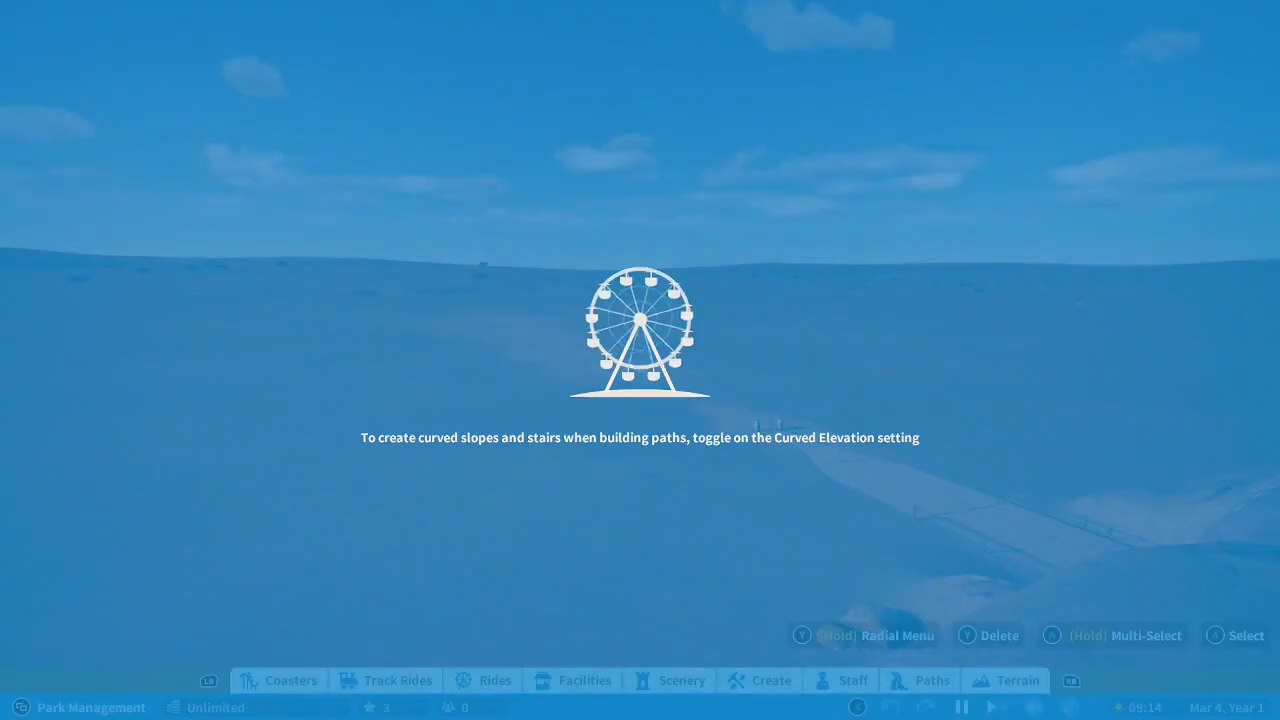 To create curved slopes and stairs when building paths, toggle on the Curved Elevation setting
Y (Hold) Radial Menu Y Delete A (Hold) Multi-Select A Select
LB Coasters Track Rides Rides Facilities Scenery Create Staff Paths Terrain RB
Park Management Unlimited 3 0 09:14 Mar 4, Year 1